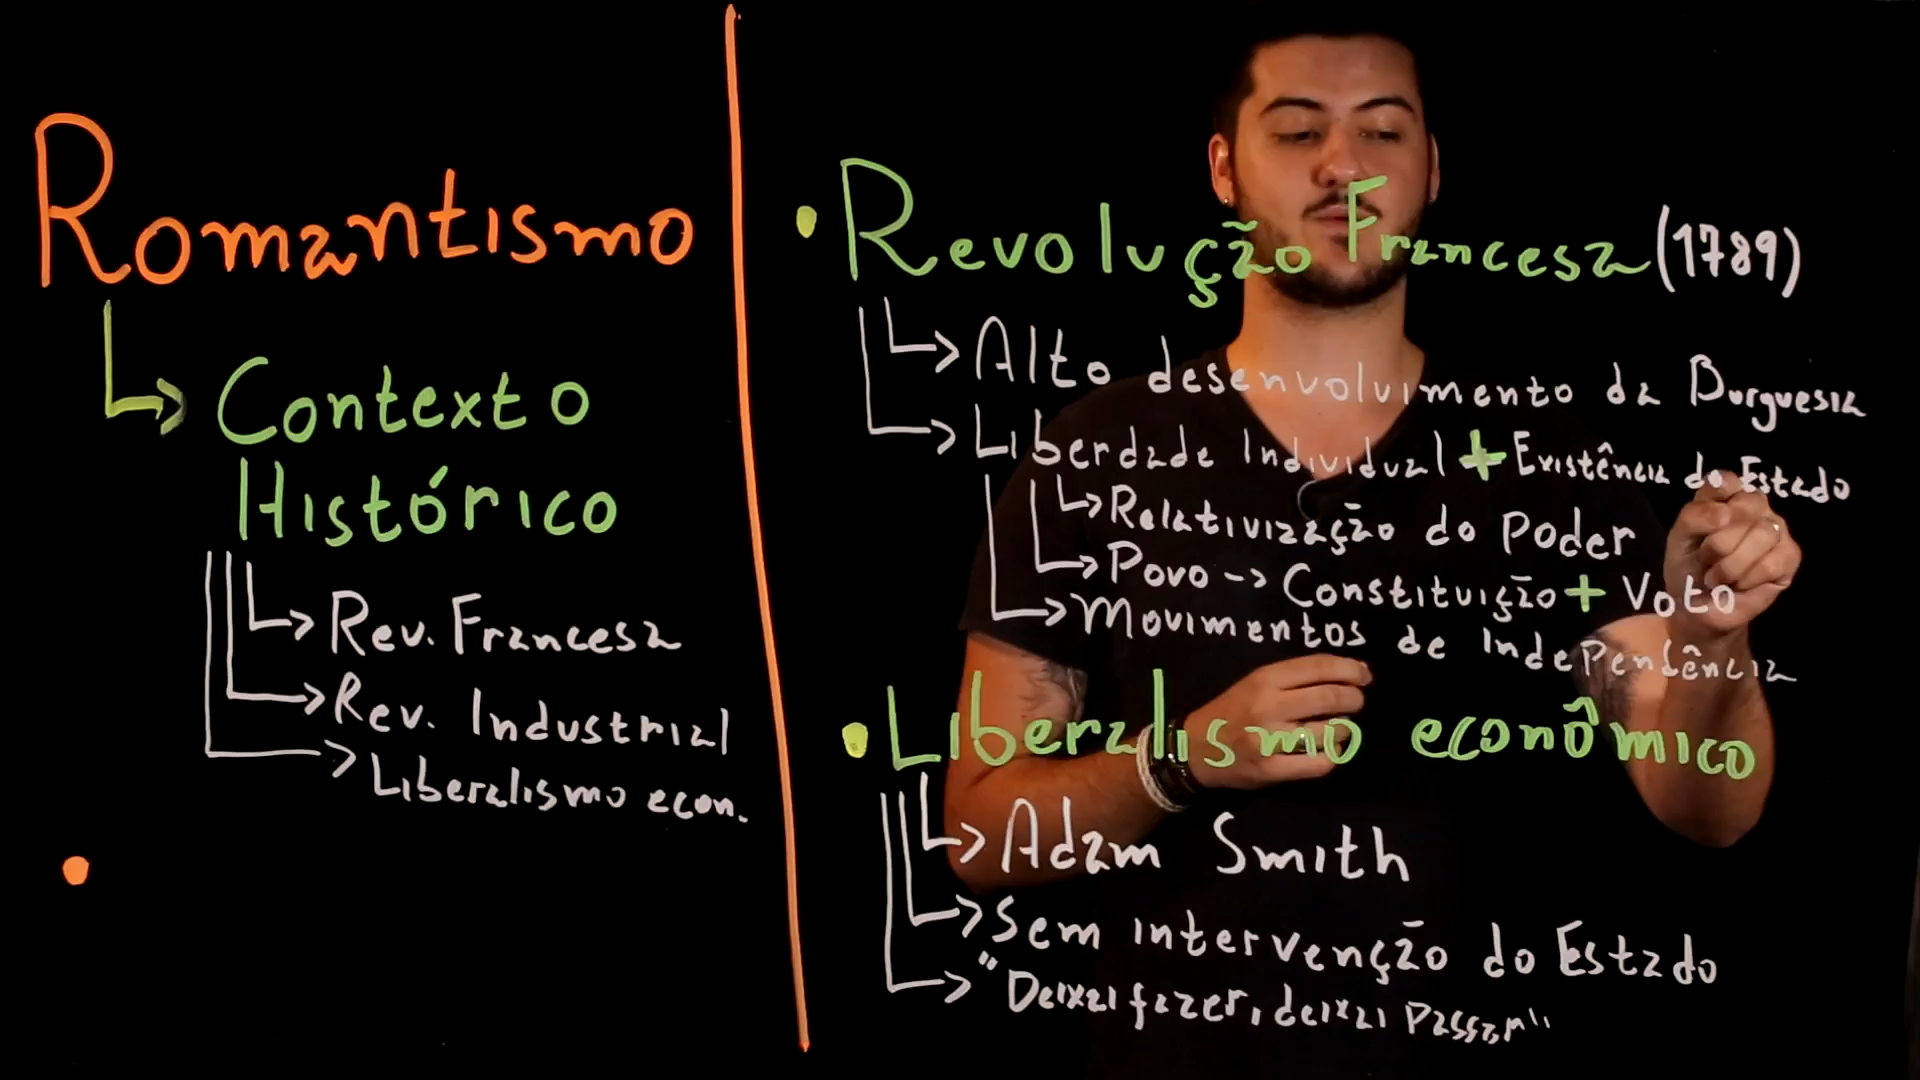 Romantismo
Contexto
Histórico
Rev. Francesa
Rev. Industrial
Liberalismo econ.
Revolução Francesa (1789)
Alto desenvolvimento da Burguesia
Liberdade Individual + Existência do Estado
Relativização do Poder
Povo -> Constituição + Voto
Movimentos de Independência
Liberalismo econômico
Adam Smith
Sem intervenção do Estado
"Deixai fazer, deixai Passar"